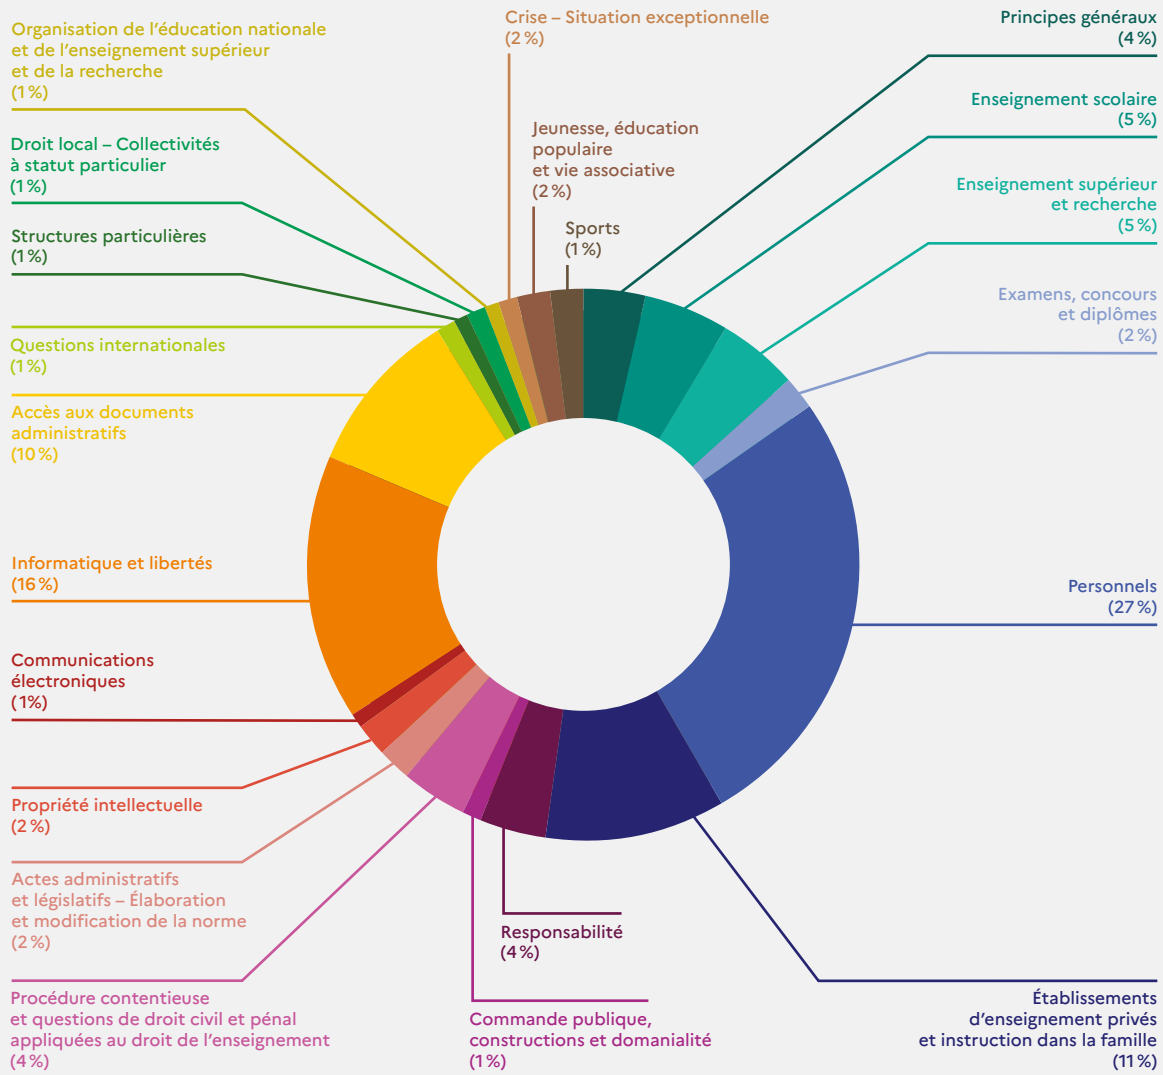 Organisation de l’éducation nationale
et de l’enseignement supérieur
et de la recherche
(1 %)
Droit local – Collectivités
à statut particulier
(1 %)
Structures particulières
(1 %)
Questions internationales
(1 %)
Accès aux documents
administratifs
(10 %)
Informatique et libertés
(16 %)
Communications
électroniques
(1%)
Propriété intellectuelle
(2 %)
Actes administratifs
et législatifs – Élaboration
et modification de la norme
(2 %)
Procédure contentieuse
et questions de droit civil et pénal
appliquées au droit de l’enseignement
(4 %)
Crise – Situation exceptionnelle
(2 %)
Jeunesse, éducation
populaire
et vie associative
(2 %)
Sports
(1 %)
Responsabilité
(4 %)
Commande publique,
constructions et domanialité
(1 %)
Principes généraux
(4 %)
Enseignement scolaire
(5 %)
Enseignement supérieur
et recherche
(5 %)
Examens, concours
et diplômes
(2 %)
Personnels
(27 %)
Établissements
d’enseignement privés
et instruction dans la famille
(11 %)